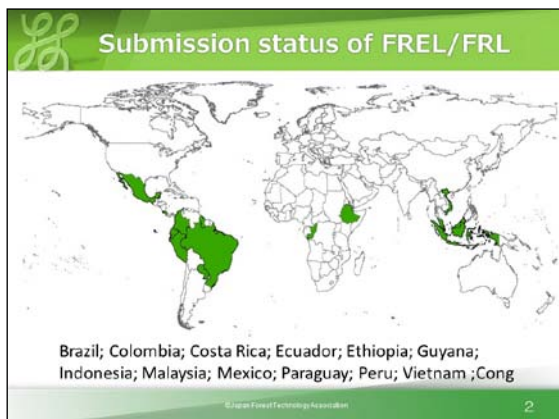 Submission status of FREL/FRL
Brazil; Colombia; Costa Rica; Ecuador; Ethiopia; Guyana;
Indonesia; Malaysia; Mexico; Paraguay; Peru; Vietnam ;Cong
©Japan Forest Technology Association
2